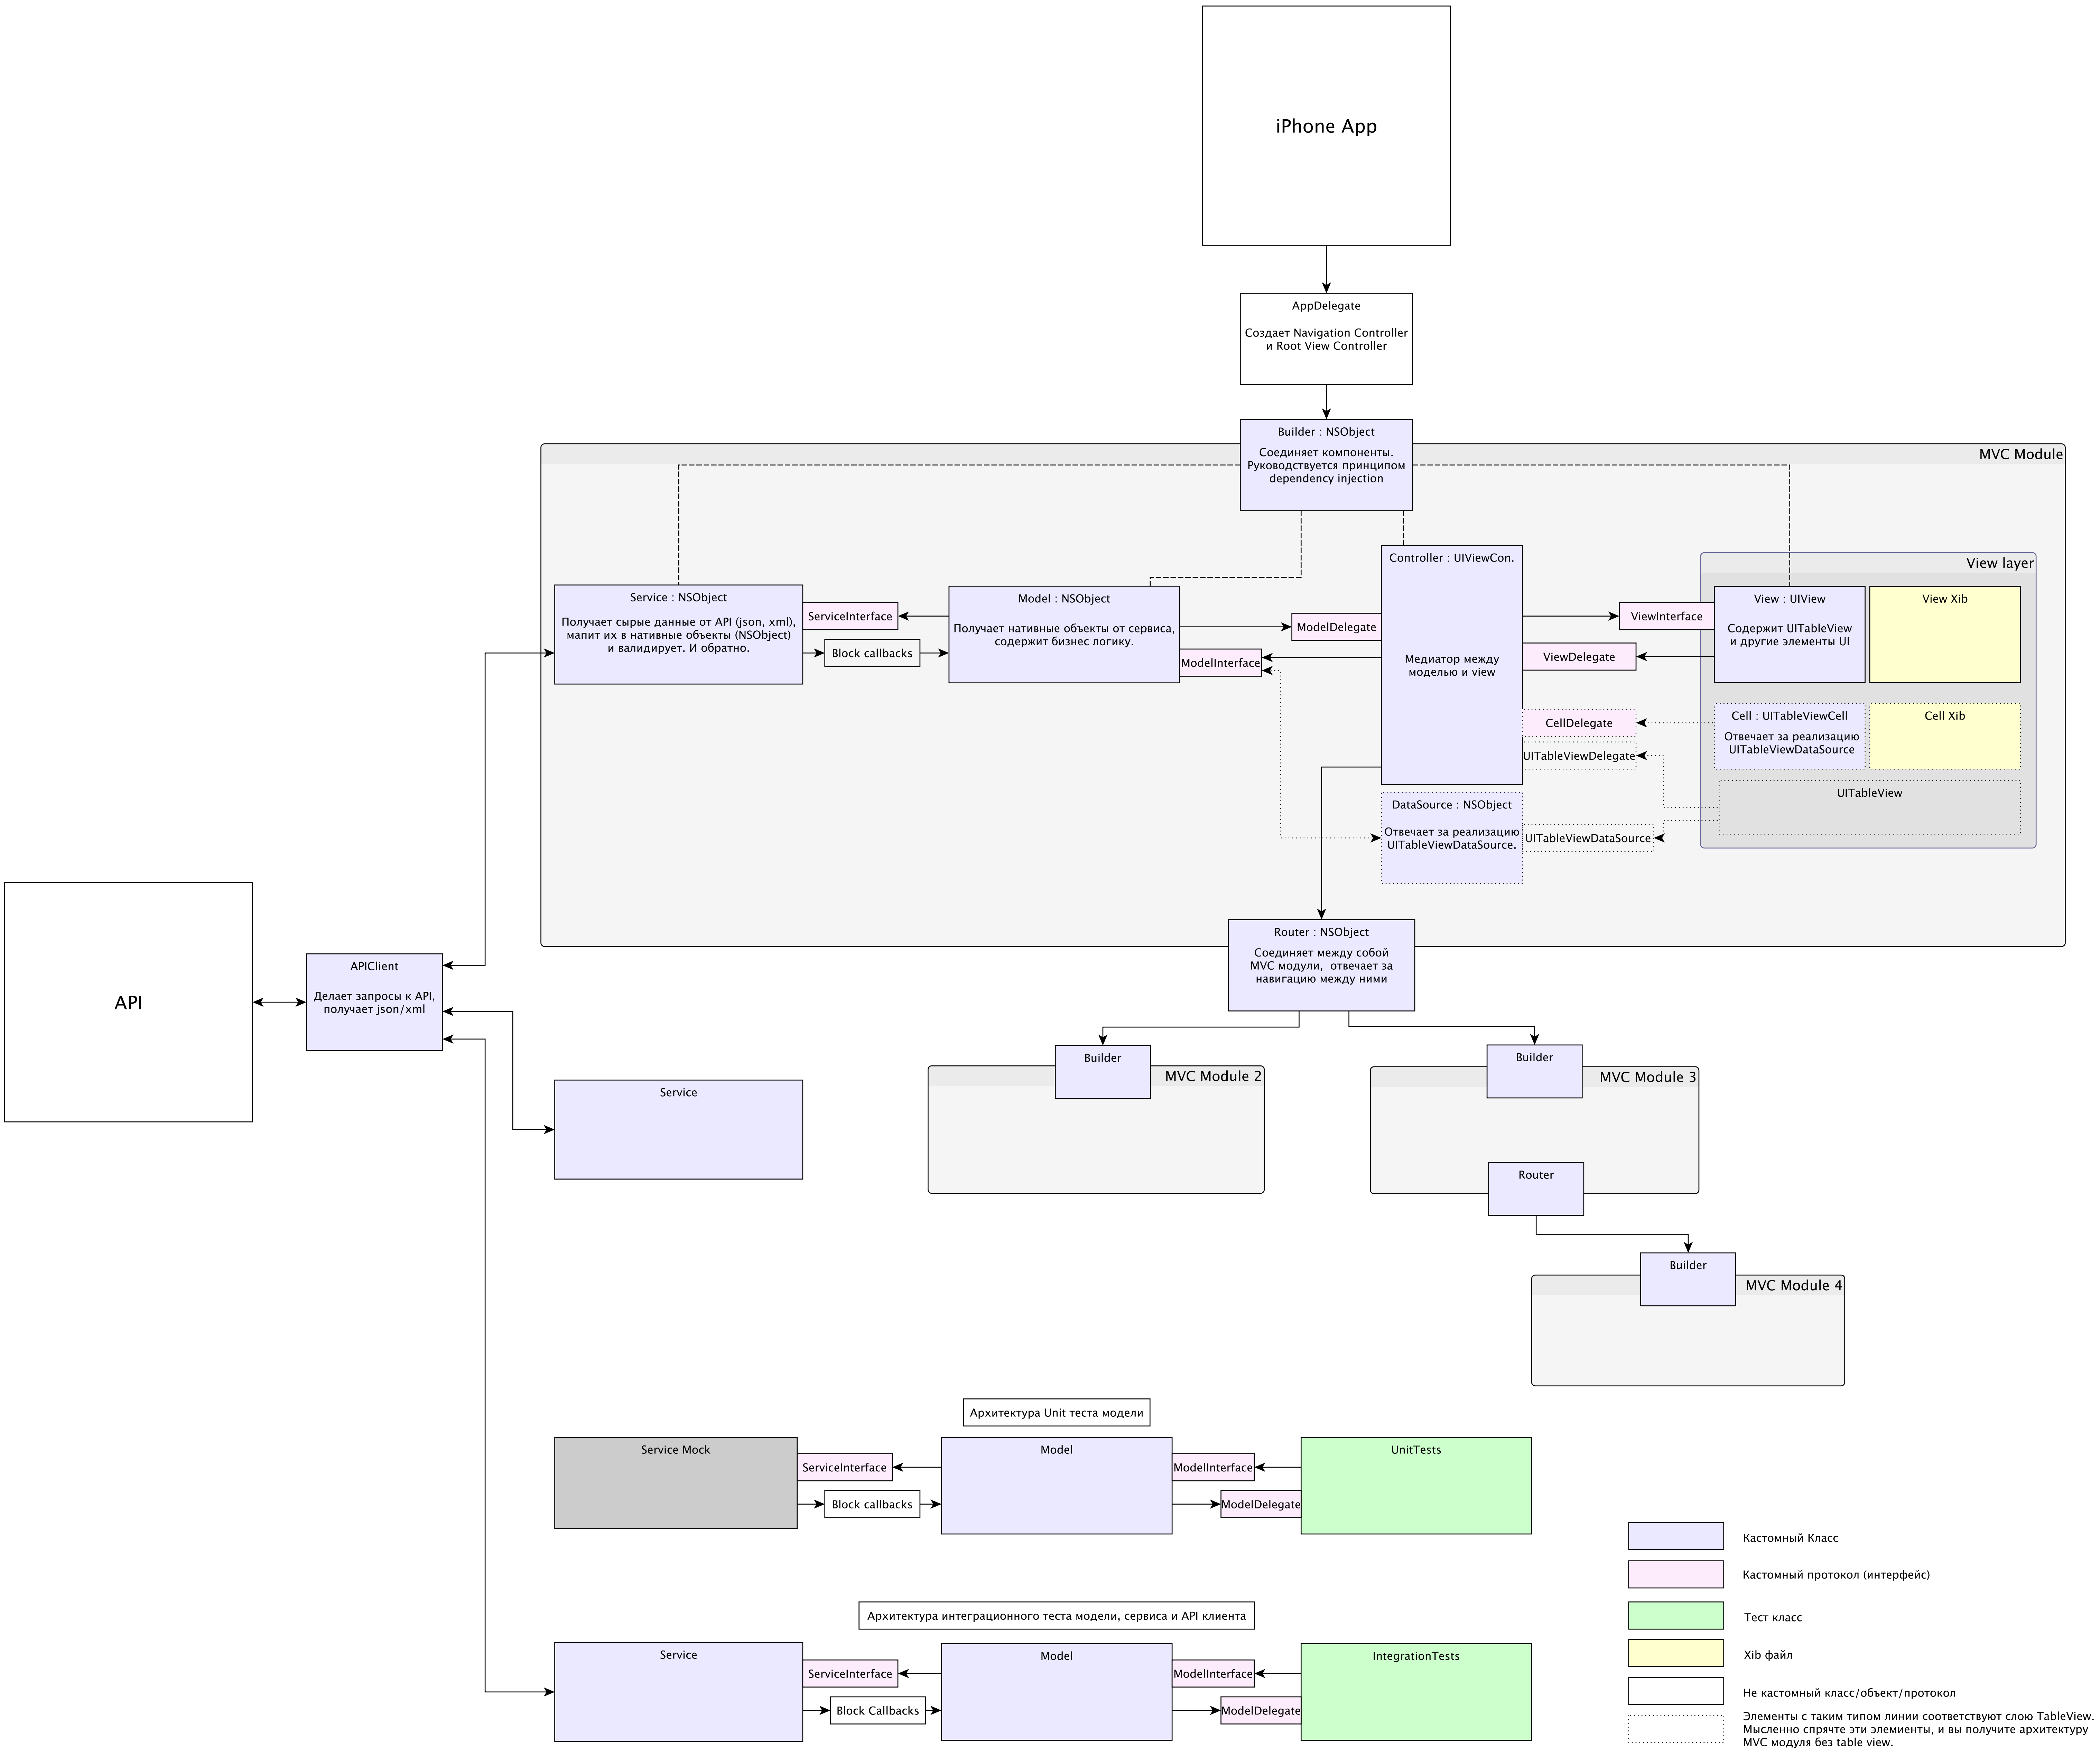 iPhone App
AppDelegate
Создает Navigation Controller
и Root View Controller
Builder : NSObject
Соединяет компоненты.
Руководствуется принципом
dependency injection
MVC Module
Service : NSObject
Получает сырые данные от API (json, xml),
мапит их в нативные объекты (NSObject)
и валидирует. И обратно.
ServiceInterface
Block callbacks
Model : NSObject
Получает нативные объекты от сервиса,
содержит бизнес логику.
ModelDelegate
ModelInterface
Controller : UIViewCon.
Медиатор между
моделью и view
ViewInterface
ViewDelegate
CellDelegate
UITableViewDelegate
View layer
View : UIView
Содержит UITableView
и другие элементы UI
View Xib
Cell : UITableViewCell
Отвечает за реализацию
UITableViewDataSource
Cell Xib
UITableView
DataSource : NSObject
Отвечает за реализацию
UITableViewDataSource.
UITableViewDataSource
Router : NSObject
Соединяет между собой
MVC модули,  отвечает за
навигацию между ними
API
APIClient
Делает запросы к API,
получает json/xml
Service
Builder
MVC Module 2
Builder
MVC Module 3
Router
Builder
MVC Module 4
Архитектура Unit теста модели
Service Mock
ServiceInterface
Block callbacks
Model
ModelInterface
ModelDelegate
UnitTests
Архитектура интеграционного теста модели, сервиса и API клиента
Service
ServiceInterface
Block Callbacks
Model
ModelInterface
ModelDelegate
IntegrationTests
Кастомный Класс
Кастомный протокол (интерфейс)
Тест класс
Xib файл
Не кастомный класс/объект/протокол
Элементы с таким типом линии соответствуют слою TableView.
Мысленно спрячте эти элемиенты, и вы получите архитектуру
MVC модуля без table view.